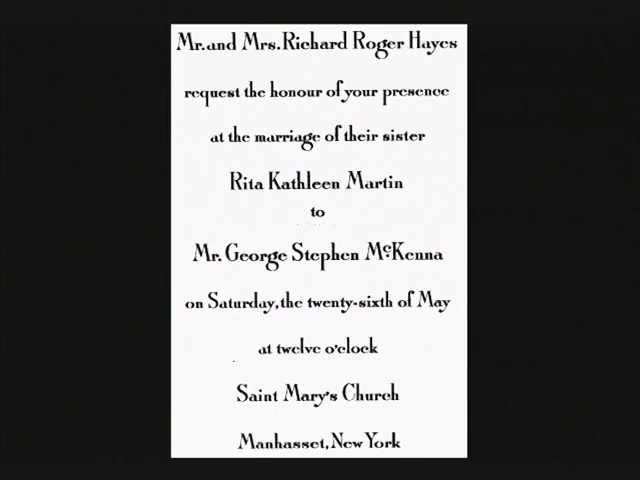 Mr. and Mrs. Richard Roger Hayes
request the honour of your presence
at the marriage of their sister
Rita Kathleen Martin
to
Mr. George Stephen McKenna
on Saturday, the twenty-sixth of May
at twelve o'clock
Saint Mary's Church
Manhasset, New York